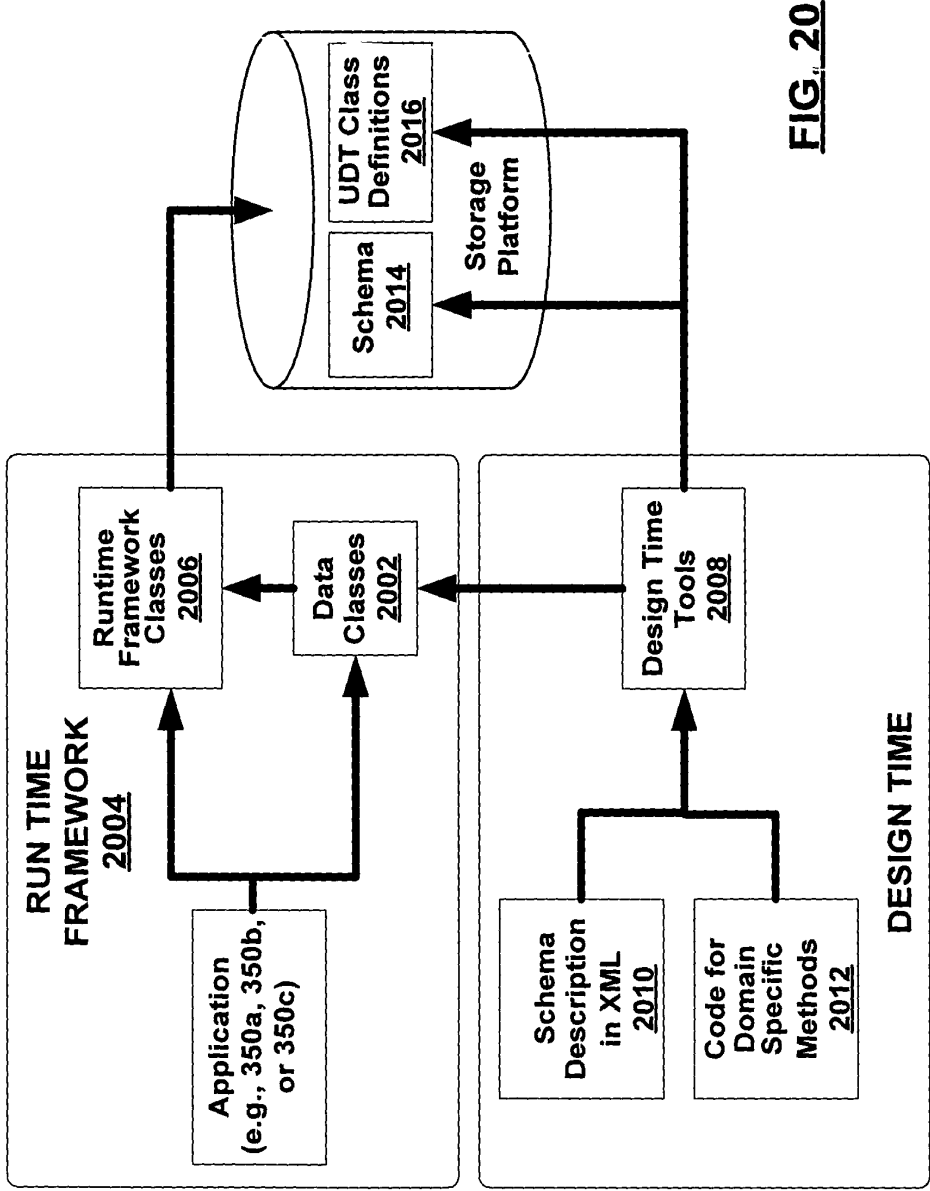 RUN TIME
FRAMEWORK
2004
Application
(e.g., 350a, 350b,
or 350c)
Runtime
Framework
Classes
2006
Data
Classes
2002
Schema
Description
in XML
2010
Code for
Domain
Specific
Methods
2012
Design Time
Tools
2008
DESIGN TIME
Schema
2014
UDT Class
Definitions
2016
Storage
Platform
FIG. 20